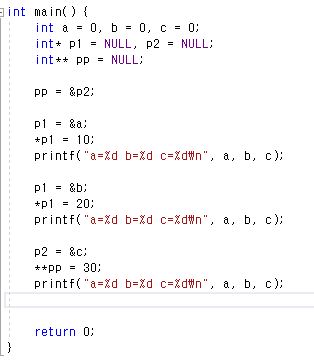 int main() {
int a = 0, b = 0, c = 0;
int* p1 = NULL, p2 = NULL;
int** pp = NULL;
pp = &p2;
p1 = &a;
*p1 = 10;
printf("a=%d b=%d c=%d₩n", a, b, c);
p1 = &b;
*p1 = 20;
printf("a=%d b=%d c=%d₩n", a, b, c);
p2 = &c;
**pp = 30;
printf("a=%d b=%d c=%d₩n", a, b, c);
return 0;
}